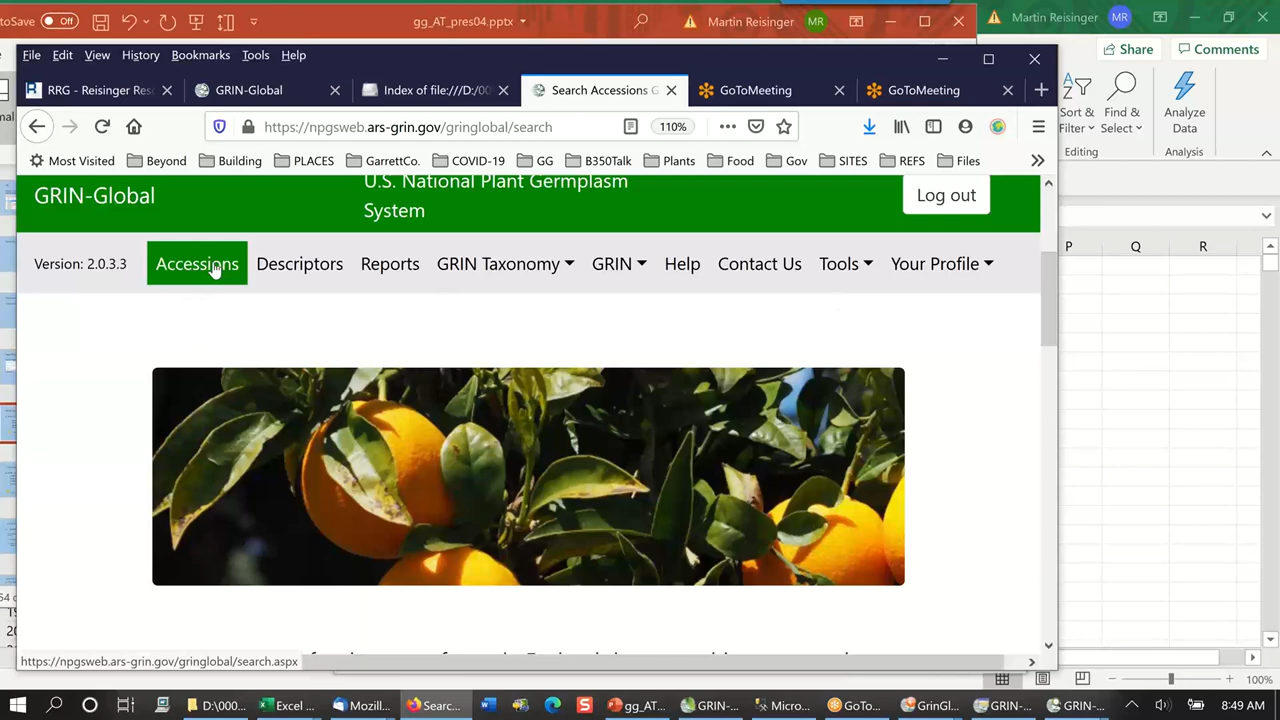 toSave Off gg_AT_pres04.pptx Martin Reisinger MR Martin Reisinger MR
File Edit View History Bookmarks Tools Help
Share Comments
RRG - Reisinger Res GRIN-Global Index of file:///D:/00 Search Accessions G GoToMeeting GoToMeeting
https://npgsweb.ars-grin.gov/gringlobal/search 110%
Sort & Filter Find & Select Analyze Data
Editing Analysis
Most Visited Beyond Building PLACES GarrettCo. COVID-19 GG B350Talk Plants Food Gov SITES REFS Files
GRIN-Global
U.S. National Plant Germplasm
System
Log out
P Q R
Version: 2.0.3.3 Accessions Descriptors Reports GRIN Taxonomy GRIN Help Contact Us Tools Your Profile
https://npgsweb.ars-grin.gov/gringlobal/search.aspx
100%
D:\000... Excel ... Mozill... Searc... gg_AT... GRIN-... Micro... GoTo... GrinGl... GRIN-... GRIN-... 8:49 AM